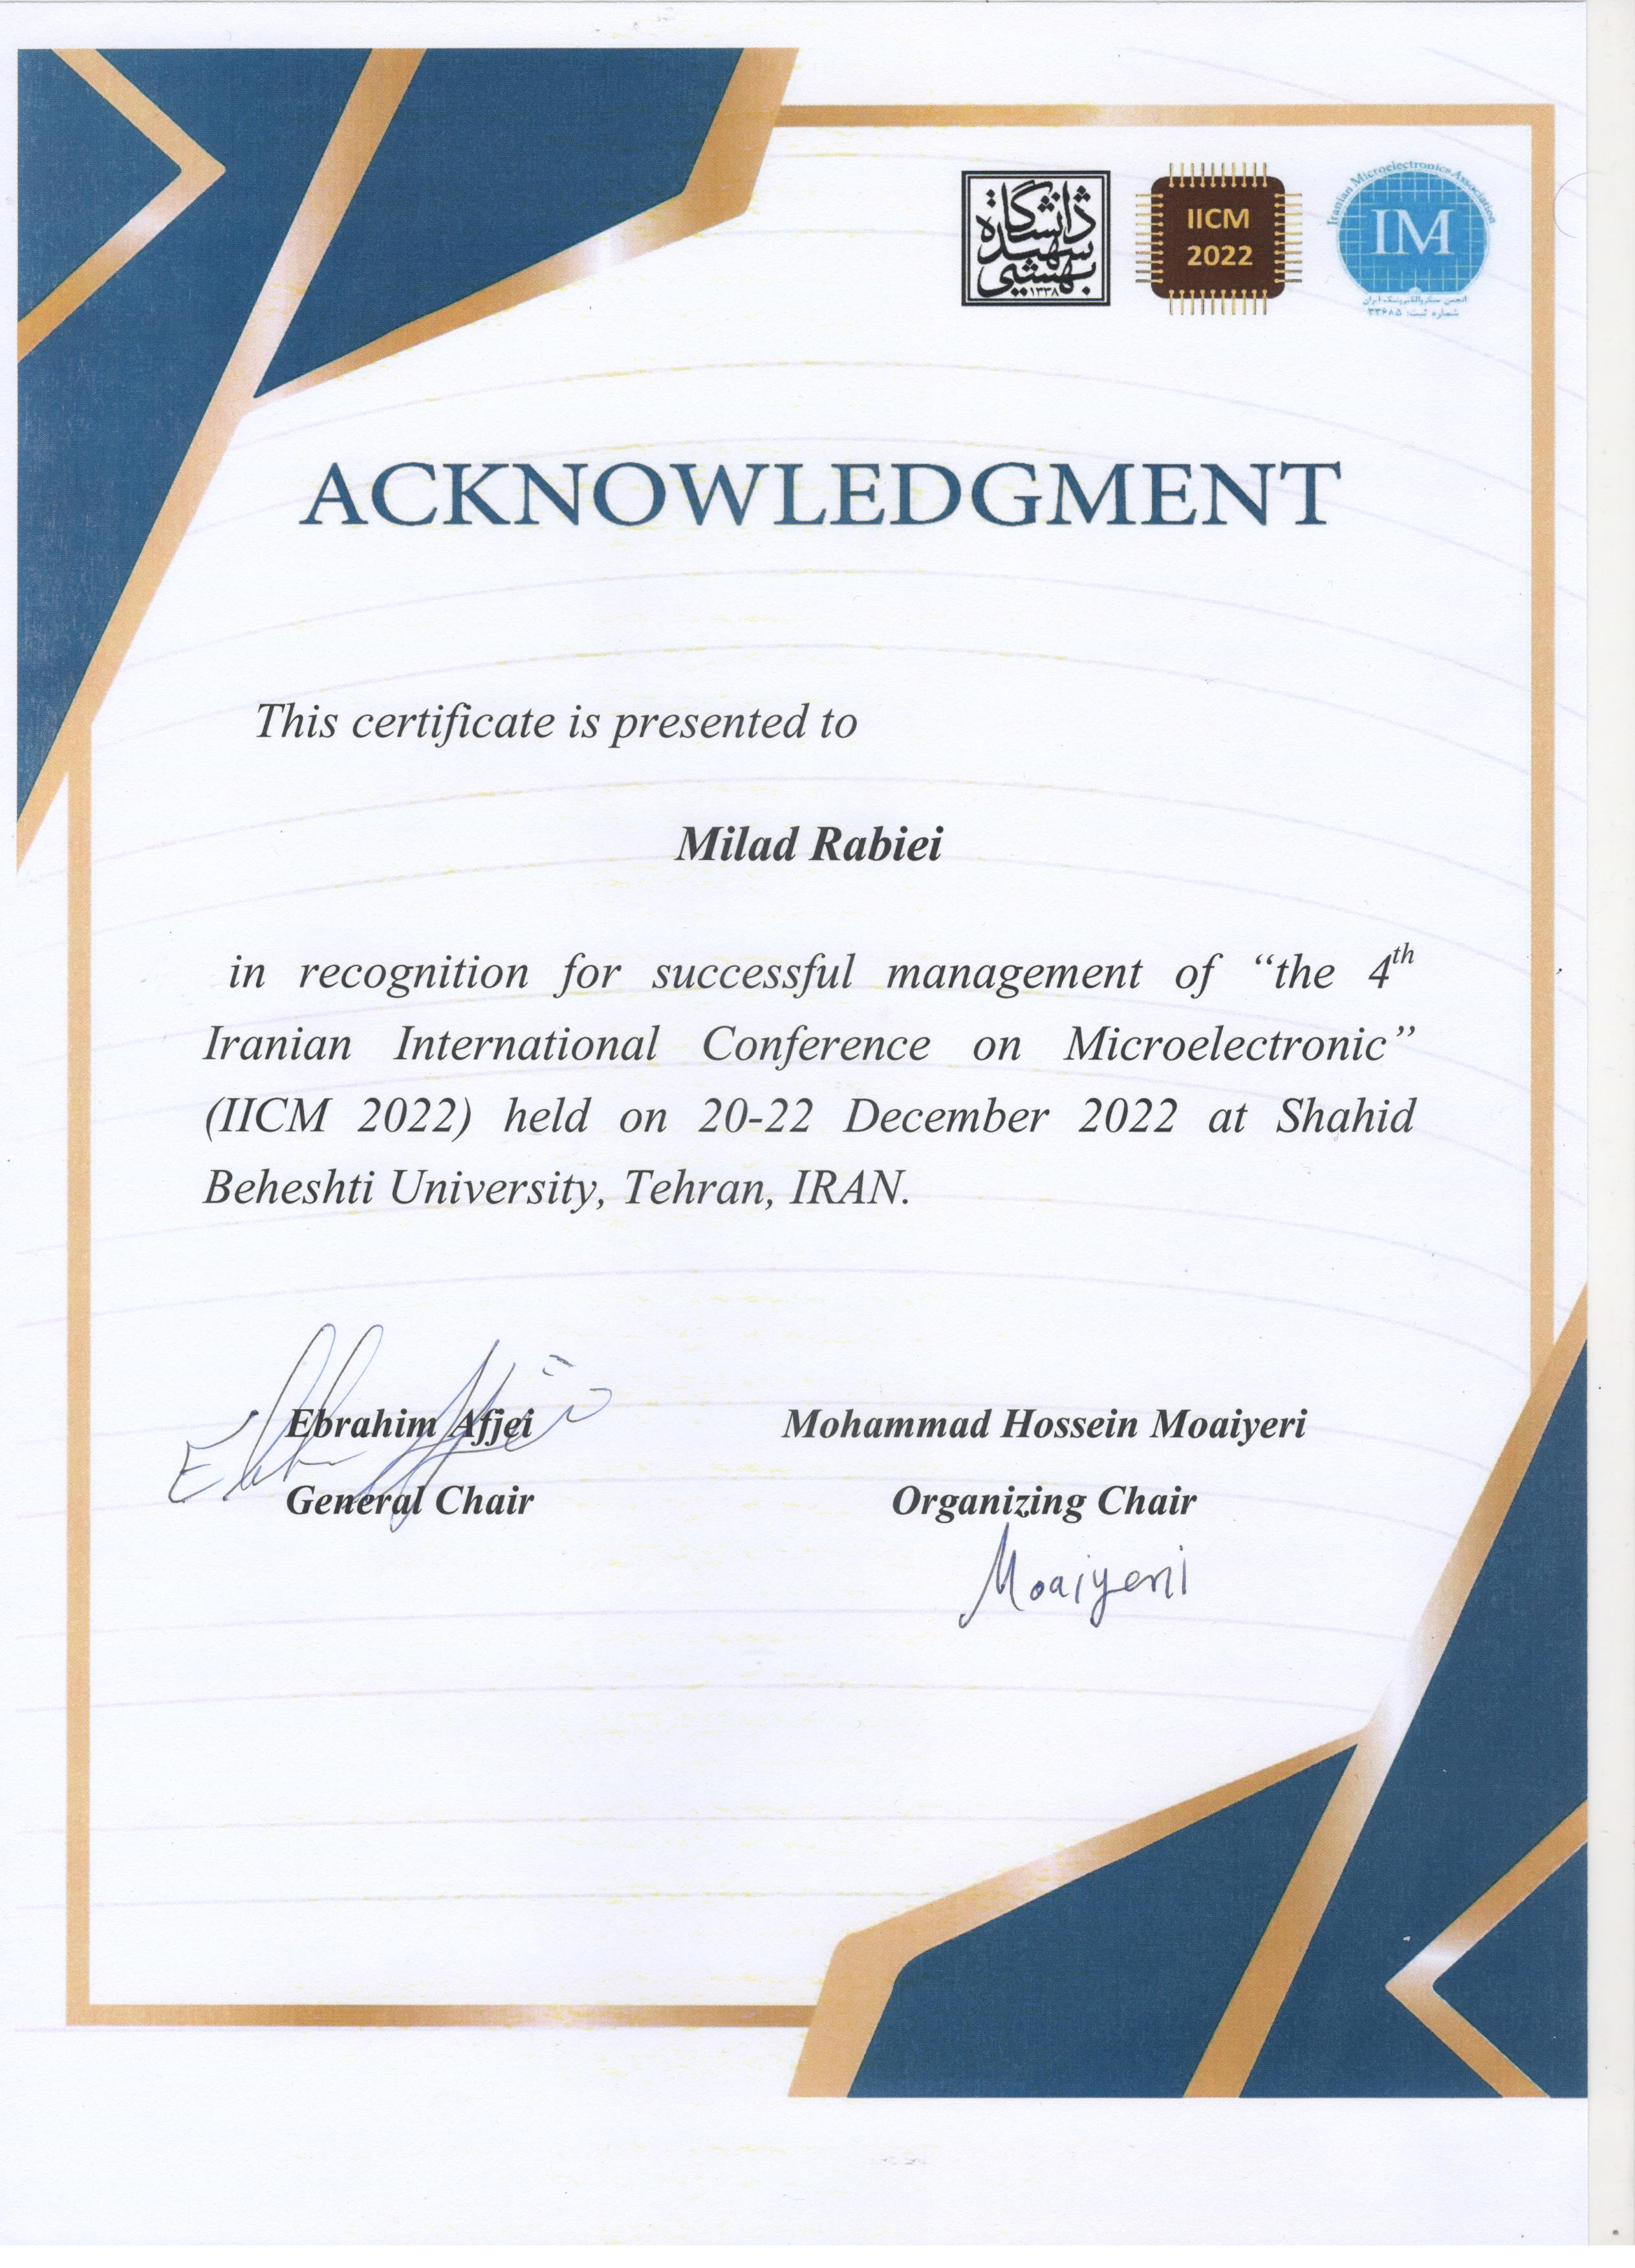 دانشگاه
شهید
بهشتی
۱۳۳۸
IICM
2022
Iranian Microelectronics Association
IMA
انجمن میکروالکترونیک ایران
شماره ثبت: ۳۳۶۸۵
ACKNOWLEDGMENT
This certificate is presented to
Milad Rabiei
in recognition for successful management of “the 4th
Iranian International Conference on Microelectronic”
(IICM 2022) held on 20-22 December 2022 at Shahid
Beheshti University, Tehran, IRAN.
Ebrahim Afjei
Mohammad Hossein Moaiyeri
General Chair
Organizing Chair
Moaiyeri